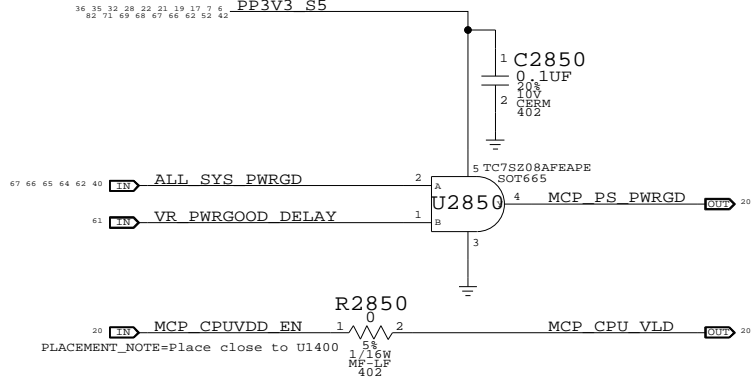 36 35 32 28 22 21 19 17 7 6
82 71 69 68 67 66 62 52 42
PP3V3 S5
1 C2850
0.1UF
20%
10V
2 CERM
402
5 TC7SZ08AFEAPE
SOT665
67 66 65 64 62 40 IN ALL_SYS_PWRGD 2 A
U2850 Y 4 MCP_PS_PWRGD OUT 20
61 IN VR_PWRGOOD_DELAY 1 B
3
R2850
0
20 IN MCP_CPUVDD_EN 1 2 MCP_CPU_VLD OUT 20
PLACEMENT_NOTE=Place close to U1400
5%
1/16W
MF-LF
402